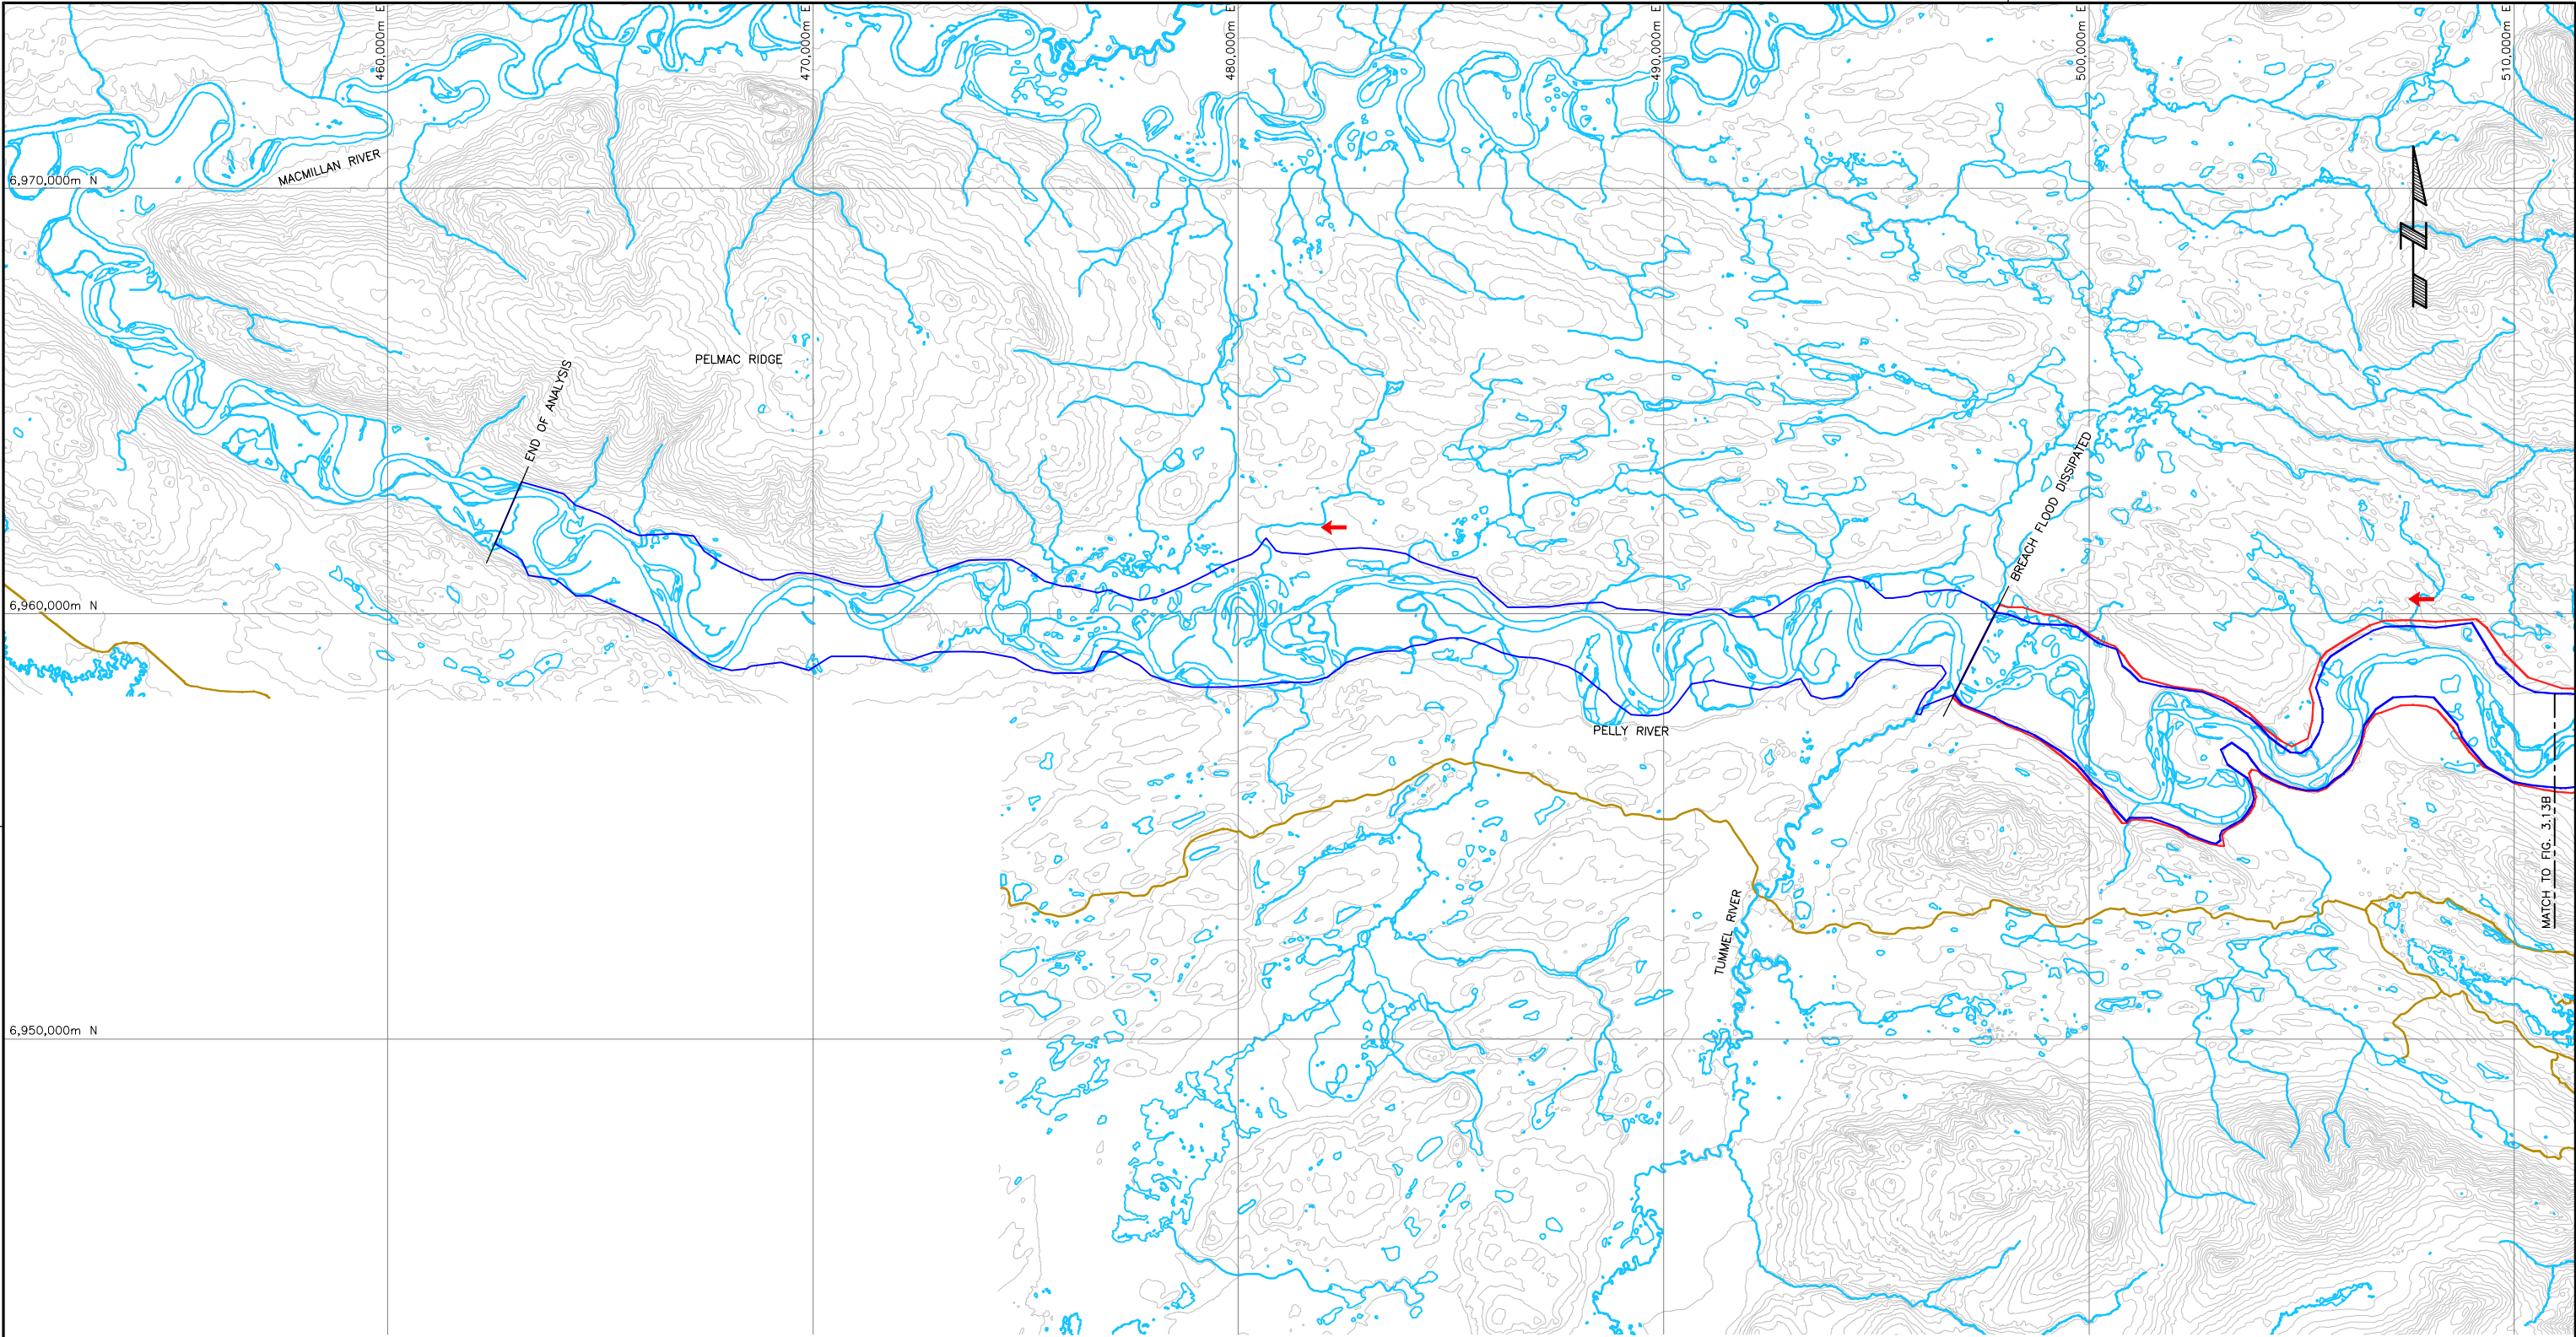 460,000m E
470,000m E
480,000m E
490,000m E
500,000m E
510,000m E
MACMILLAN RIVER
6,970,000m N
PELMAC RIDGE
END OF ANALYSIS
BREACH FLOOD DISSIPATED
6,960,000m N
PELLY RIVER
MATCH TO FIG. 3.1.3B
TUMMEL RIVER
6,950,000m N